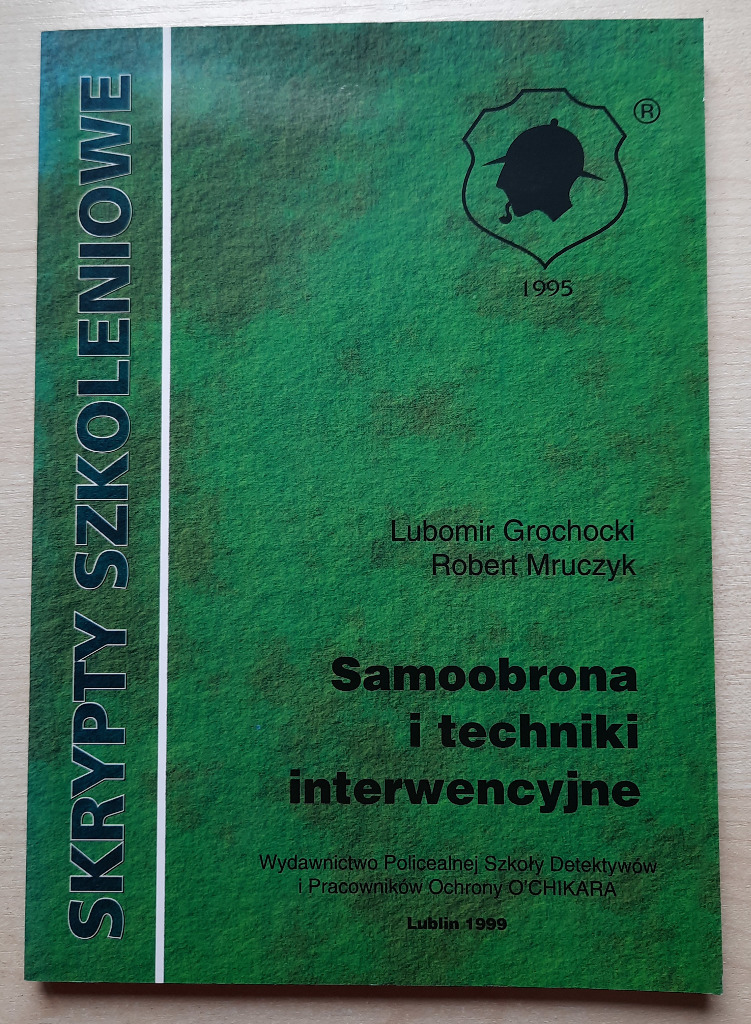 SKRYPTY SZKOLENIOWE
®
1995
Lubomir Grochocki
Robert Mruczyk
Samoobrona
i techniki
interwencyjne
Wydawnictwo Policealnej Szkoły Detektywów
i Pracowników Ochrony O'CHIKARA
Lublin 1999